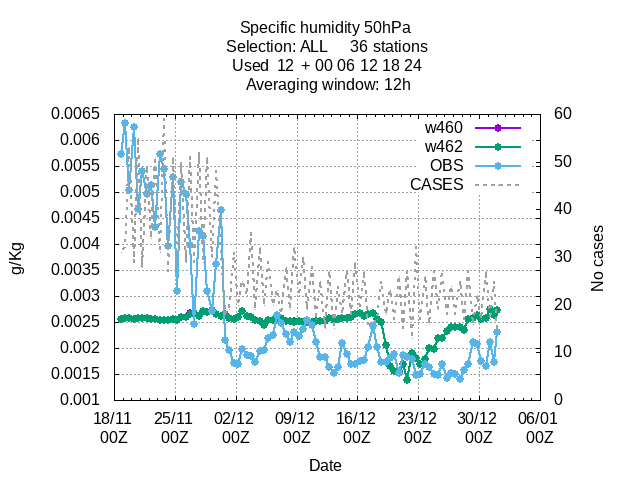 Specific humidity 50hPa
Selection: ALL     36 stations
Used  12  + 00 06 12 18 24
Averaging window: 12h
w460
w462
OBS
CASES
0.0065
0.006
0.0055
0.005
0.0045
0.004
0.0035
0.003
0.0025
0.002
0.0015
0.001
g/Kg
60
50
40
30
20
10
0
No cases
18/11 25/11 02/12 09/12 16/12 23/12 30/12 06/01
00Z 00Z 00Z 00Z 00Z 00Z 00Z 00Z
Date